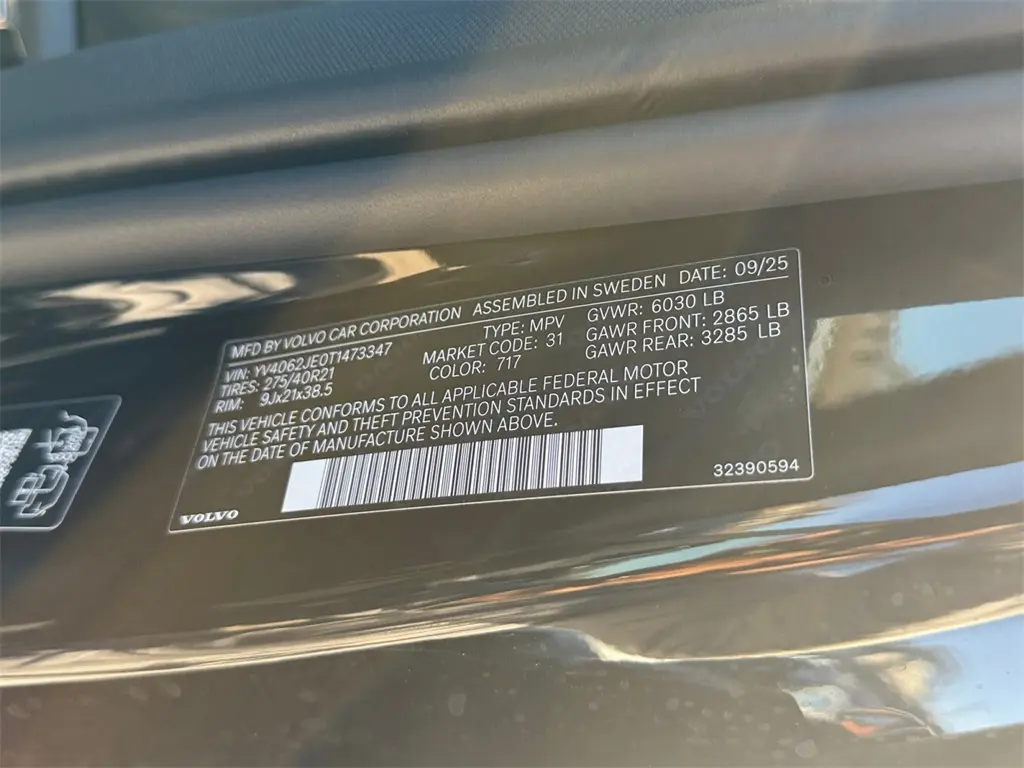 MFD BY VOLVO CAR CORPORATION ASSEMBLED IN SWEDEN DATE: 09/25
VIN: YV4062JE0T1473347 TYPE: MPV GVWR: 6030 LB
TIRES: 275/40R21 MARKET CODE: 31 GAWR FRONT: 2865 LB
RIM: 9Jx21x38.5 COLOR: 717 GAWR REAR: 3285 LB
THIS VEHICLE CONFORMS TO ALL APPLICABLE FEDERAL MOTOR
VEHICLE SAFETY AND THEFT PREVENTION STANDARDS IN EFFECT
ON THE DATE OF MANUFACTURE SHOWN ABOVE.
32390594
VOLVO